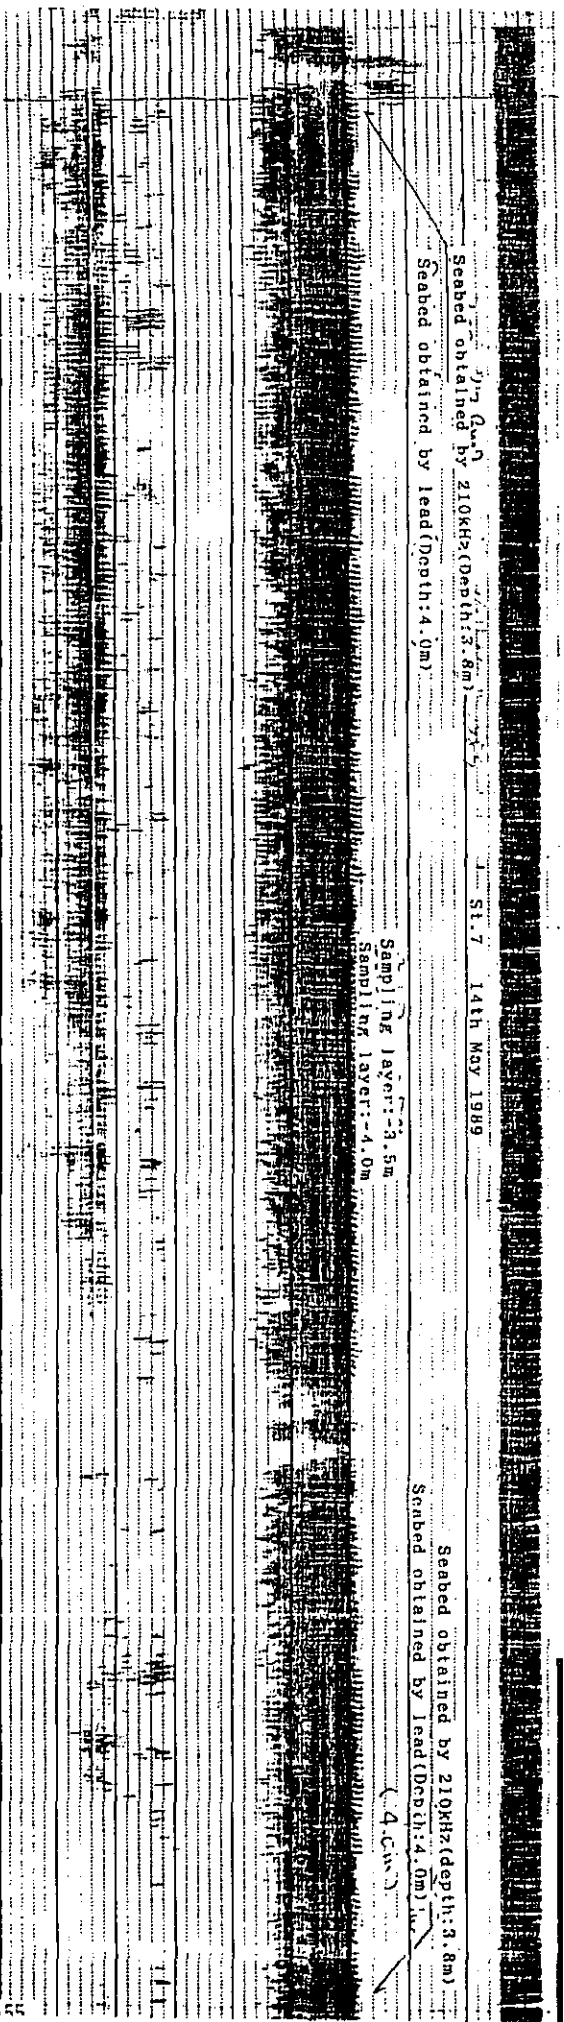 St.7 14th May 1989
Seabed obtained by 210kHz(Depth:3.8m)
Seabed obtained by lead(Depth:4.0m)
Sampling layer:-3.5m
Sampling layer:-4.0m
Seabed obtained by 210kHz(depth:3.8m)
Seabed obtained by lead(Depth:4.0m)
55